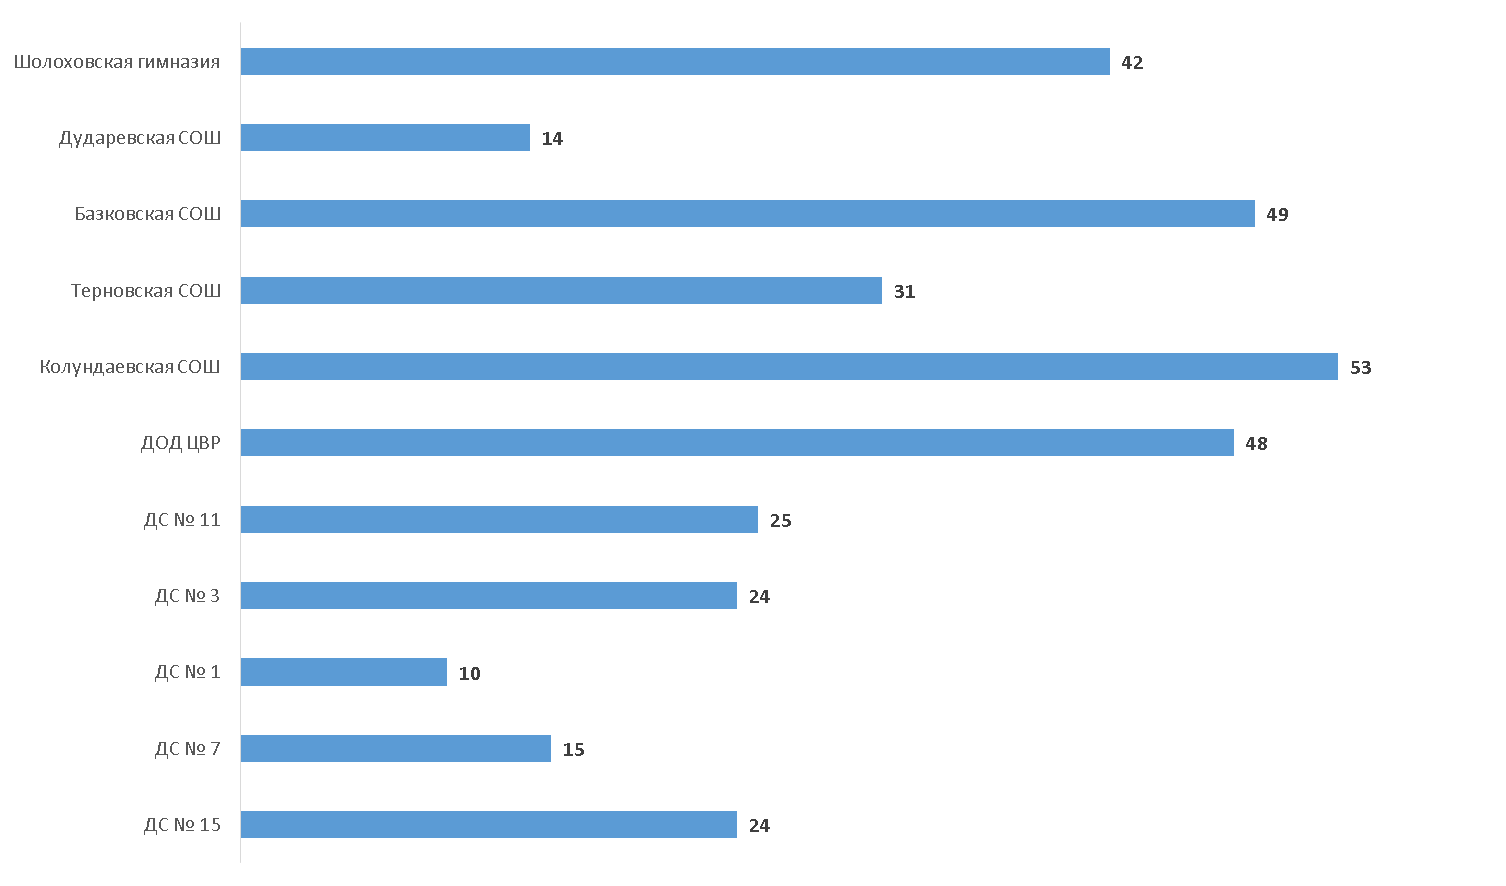 Шолоховская гимназия 42
Дударевская СОШ 14
Базковская СОШ 49
Терновская СОШ 31
Колундаевская СОШ 53
ДОД ЦВР 48
ДС № 11 25
ДС № 3 24
ДС № 1 10
ДС № 7 15
ДС № 15 24